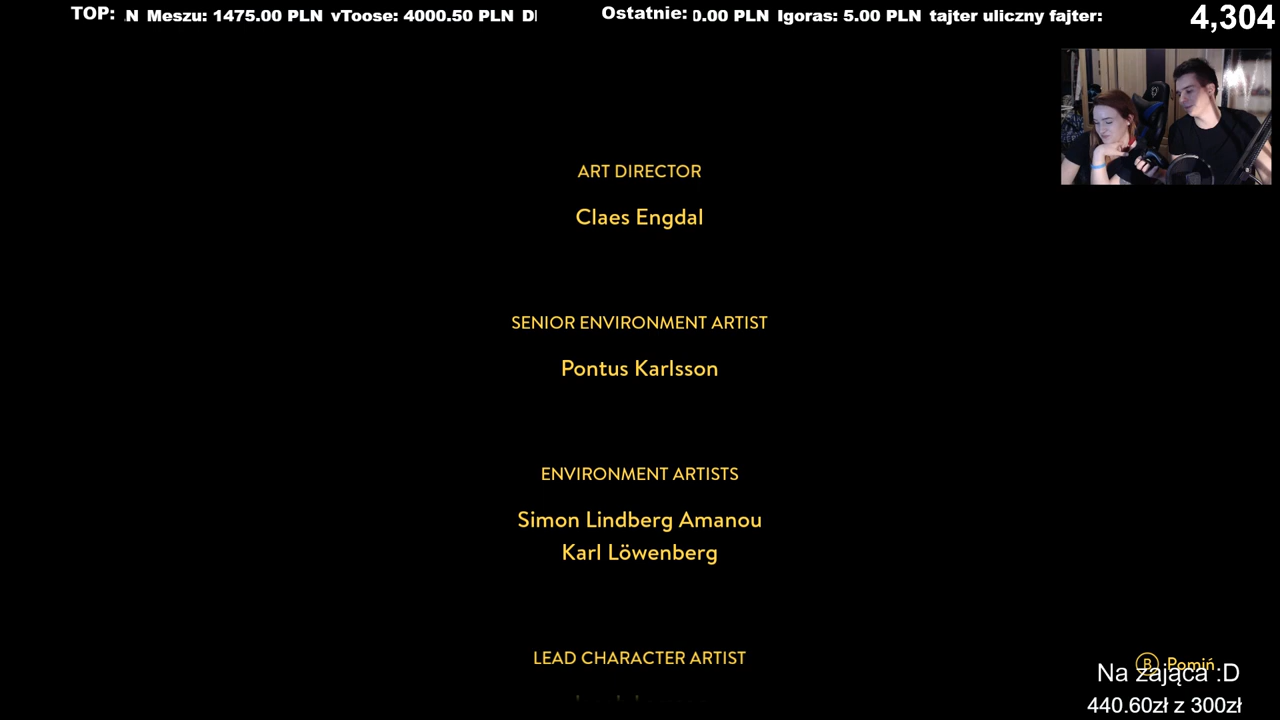 TOP: N Meszu: 1475.00 PLN vToose: 4000.50 PLN
Ostatnie: 0.00 PLN Igoras: 5.00 PLN tajter uliczny fajter:
4,304
ART DIRECTOR
Claes Engdal
SENIOR ENVIRONMENT ARTIST
Pontus Karlsson
ENVIRONMENT ARTISTS
Simon Lindberg Amanou
Karl Löwenberg
LEAD CHARACTER ARTIST
B Pomiń
Na zająca :D
440.60zł z 300zł